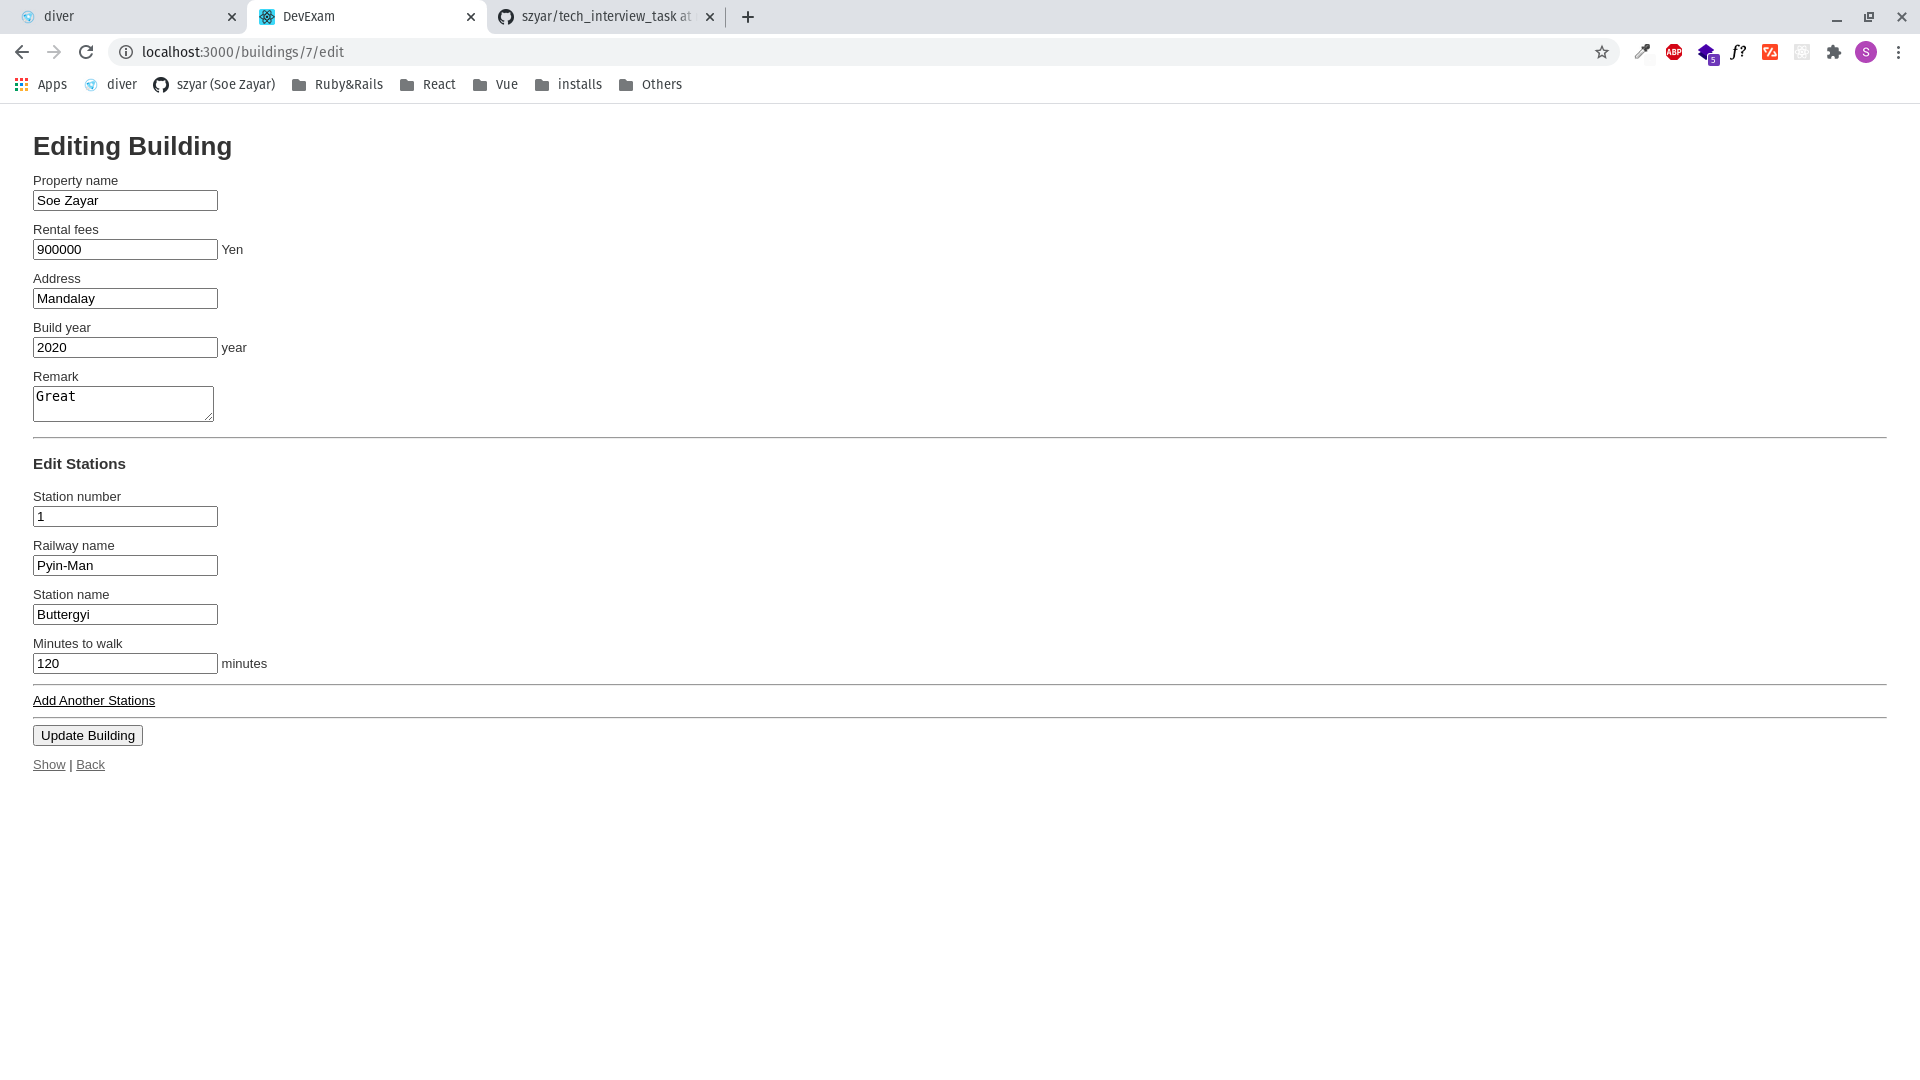 diver
DevExam
szyar/tech_interview_task at
localhost:3000/buildings/7/edit
ABP
5
f?
S
Apps
diver
szyar (Soe Zayar)
Ruby&Rails
React
Vue
installs
Others
Editing Building
Property name
Soe Zayar
Rental fees
900000 Yen
Address
Mandalay
Build year
2020 year
Remark
Great
Edit Stations
Station number
1
Railway name
Pyin-Man
Station name
Buttergyi
Minutes to walk
120 minutes
Add Another Stations
Update Building
Show | Back